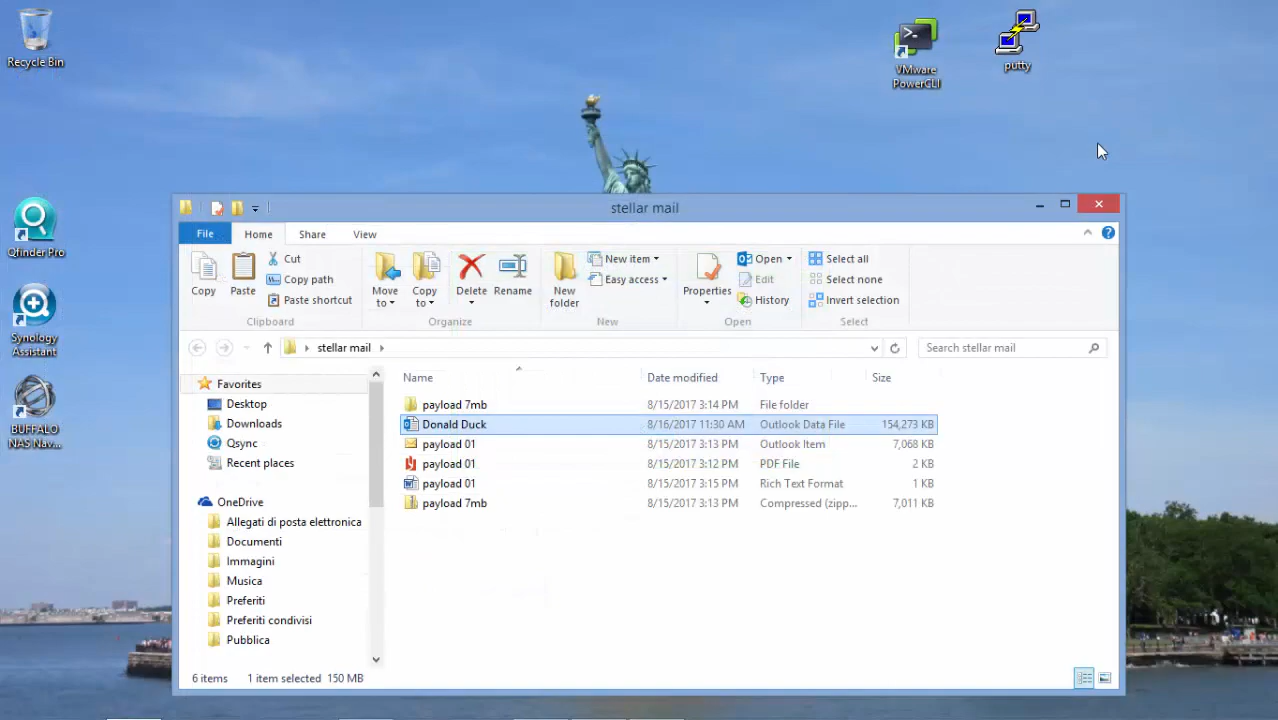 Recycle Bin
VMware
PowerCLI
putty
Qfinder Pro
Synology
Assistant
BUFFALO
NAS Nav...
stellar mail
File
Home
Share
View
Copy
Paste
Cut
Copy path
Paste shortcut
Clipboard
Move
to
Copy
to
Delete
Rename
Organize
New
folder
New item
Easy access
New
Properties
Open
Edit
History
Open
Select all
Select none
Invert selection
Select
stellar mail
Search stellar mail
Favorites
Desktop
Downloads
Qsync
Recent places
OneDrive
Allegati di posta elettronica
Documenti
Immagini
Musica
Preferiti
Preferiti condivisi
Pubblica
Name Date modified Type Size
payload 7mb 8/15/2017 3:14 PM File folder
Donald Duck 8/16/2017 11:30 AM Outlook Data File 154,273 KB
payload 01 8/15/2017 3:13 PM Outlook Item 7,068 KB
payload 01 8/15/2017 3:12 PM PDF File 2 KB
payload 01 8/15/2017 3:15 PM Rich Text Format 1 KB
payload 7mb 8/15/2017 3:13 PM Compressed (zipp... 7,011 KB
6 items 1 item selected 150 MB